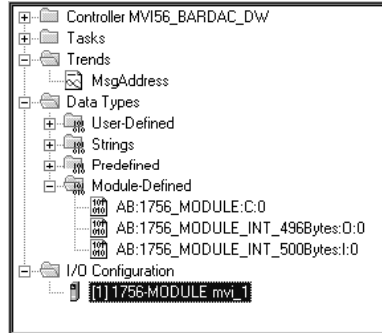 Controller MVI56_BARDAC_DW
Tasks
Trends
MsgAddress
Data Types
User-Defined
Strings
Predefined
Module-Defined
AB:1756_MODULE:C:0
AB:1756_MODULE_INT_496Bytes:O:0
AB:1756_MODULE_INT_500Bytes:I:0
I/O Configuration
[1] 1756-MODULE mvi_1